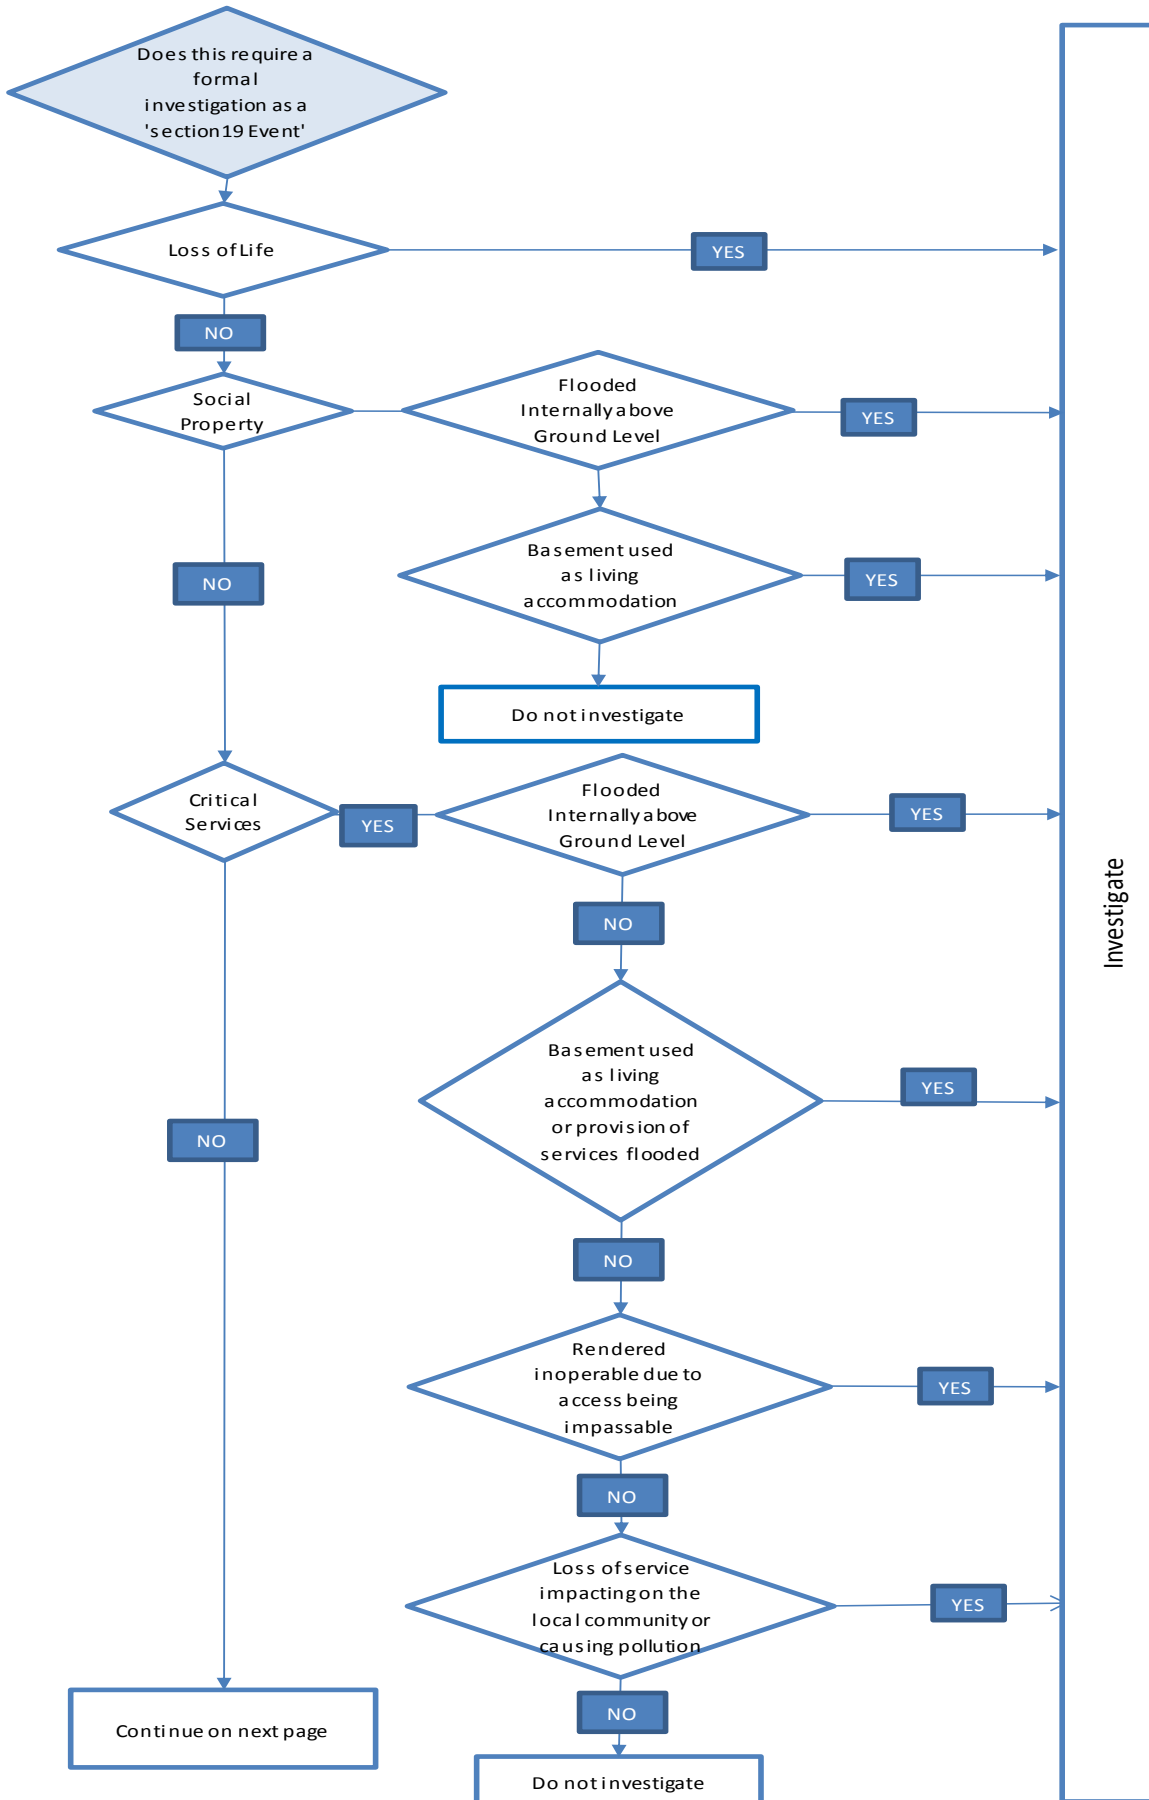 Does this require a
formal
investigation as a
'section19 Event'
Loss of Life
YES
NO
Social
Property
Flooded
Internally above
Ground Level
YES
Basement used
as living
accommodation
YES
NO
Do not investigate
Critical
Services
YES
Flooded
Internally above
Ground Level
YES
NO
Basement used
as living
accommodation
or provision of
services flooded
YES
NO
NO
Rendered
inoperable due to
access being
impassable
YES
NO
Loss of service
impacting on the
local community or
causing pollution
YES
NO
Continue on next page
Do not investigate
Investigate